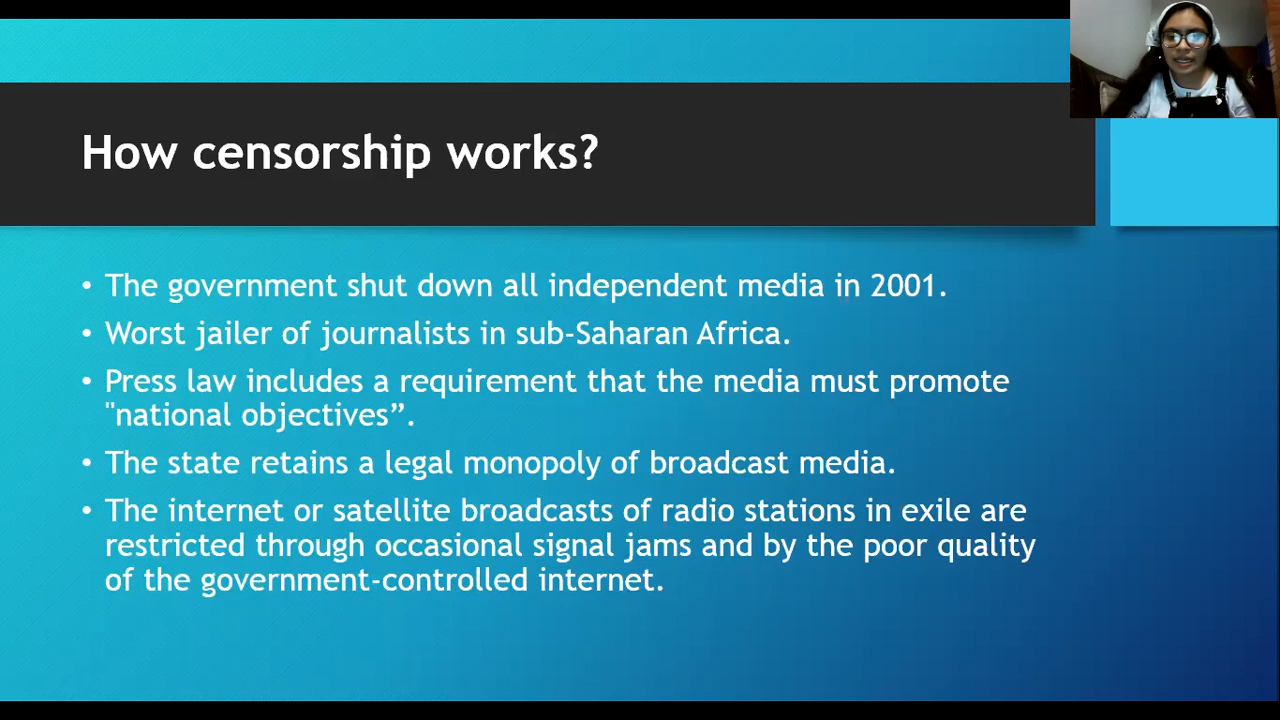 How censorship works?
• The government shut down all independent media in 2001.
• Worst jailer of journalists in sub-Saharan Africa.
• Press law includes a requirement that the media must promote
"national objectives”.
• The state retains a legal monopoly of broadcast media.
• The internet or satellite broadcasts of radio stations in exile are
restricted through occasional signal jams and by the poor quality
of the government-controlled internet.